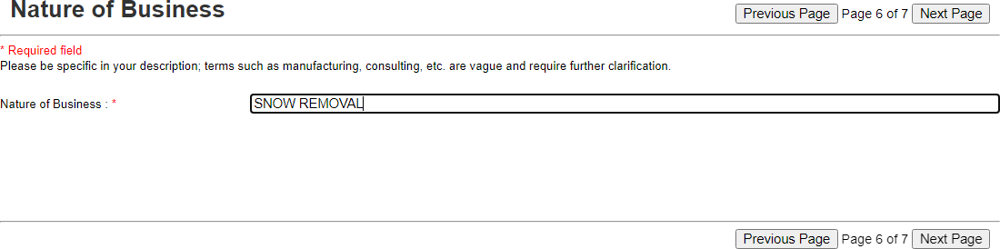 Nature of Business
Previous Page Page 6 of 7 Next Page
* Required field
Please be specific in your description; terms such as manufacturing, consulting, etc. are vague and require further clarification.
Nature of Business : * SNOW REMOVAL
Previous Page Page 6 of 7 Next Page